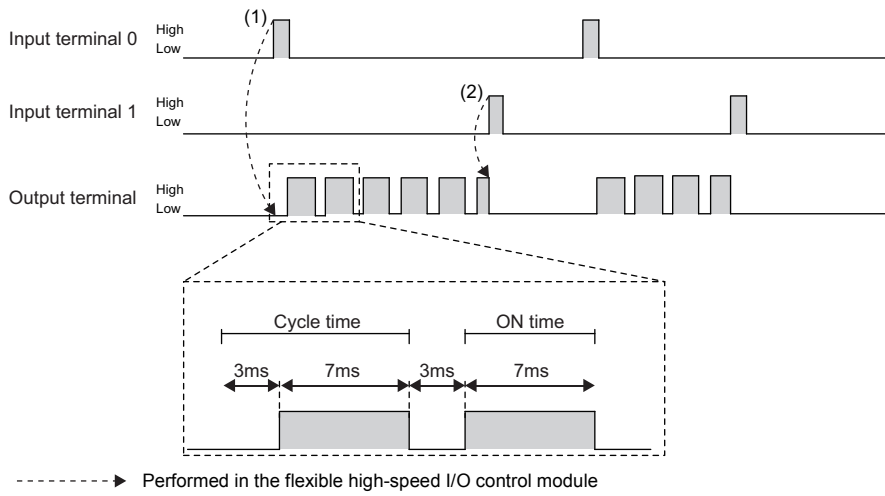 (1)
Input terminal 0
High
Low
(2)
Input terminal 1
High
Low
Output terminal
High
Low
Cycle time
ON time
3ms
7ms
3ms
7ms
Performed in the flexible high-speed I/O control module